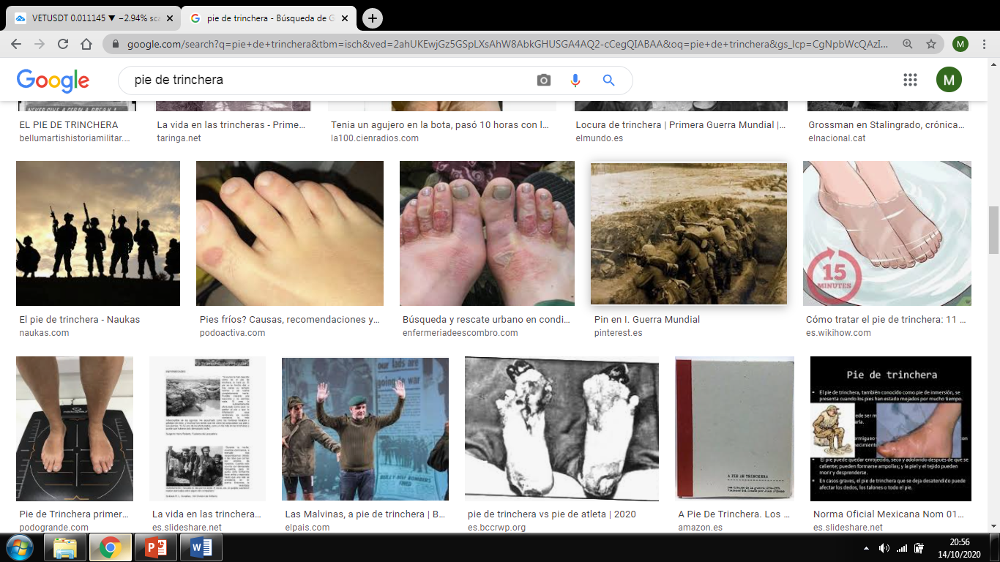 VETUSDT 0.011145 ▼ −2.94% sca
pie de trinchera - Búsqueda de G
google.com/search?q=pie+de+trinchera&tbm=isch&ved=2ahUKEwjGz5GSpLXsAhW8AbkGHUSGA4AQ2-cCegQIABAA&oq=pie+de+trinchera&gs_lcp=CgNpbWcQAzI...
M
Google
pie de trinchera
M
NEVER GIVE A
EL PIE DE TRINCHERA
bellumartishistoriamilitar....
La vida en las trincheras - Prime...
taringa.net
Tenia un agujero en la bota, pasó 10 horas con l...
la100.cienradios.com
Locura de trinchera | Primera Guerra Mundial |...
elmundo.es
Grossman en Stalingrado, crónica...
elnacional.cat
15
MINUTES
El pie de trinchera - Naukas
naukas.com
Pies fríos? Causas, recomendaciones y...
podoactiva.com
Búsqueda y rescate urbano en condi...
enfermeriadeescombro.com
Pin en I. Guerra Mundial
pinterest.es
Cómo tratar el pie de trinchera: 11 ...
es.wikihow.com
our lads are
going to war
BULLY BEEF BOMBERS
A PIE DE TRINCHERA
Pie de trinchera
El pie de trinchera, también conocido como pie de inmersión, se
presenta cuando los pies han estado mojados por mucho tiempo.
El pie puede quedar enrojecido, seco y adolorido después de que se
caliente; pueden formarse ampollas; y la piel y el tejido pueden
morir y desprenderse.
En casos graves, el pie de trinchera que se deja desatendido puede
afectar los dedos, los talones o todo el pie.
Pie de Trinchera primer...
podogrande.com
La vida en las trincheras...
es.slideshare.net
Las Malvinas, a pie de trinchera | B...
elpais.com
pie de trinchera vs pie de atleta | 2020
es.bccrwp.org
A Pie De Trinchera. Los ...
amazon.es
Norma Oficial Mexicana Nom 01...
es.slideshare.net
20:56
14/10/2020